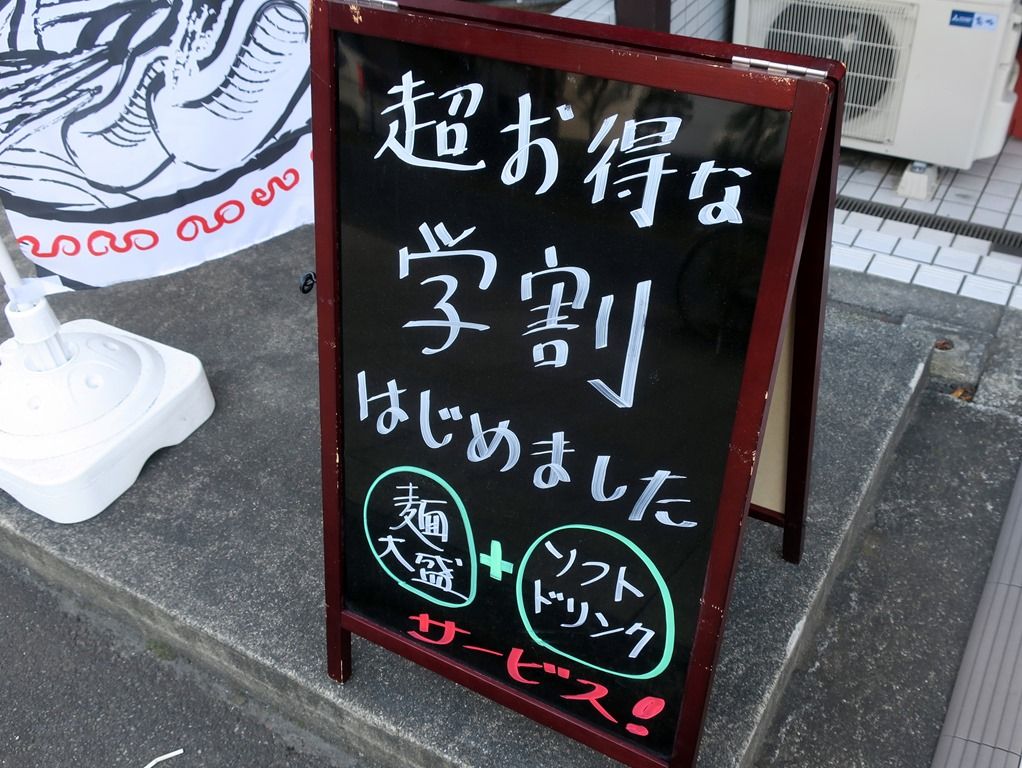 超お得な
学割
はじめました
麺
大盛
+
ソフト
ドリンク
サービス!